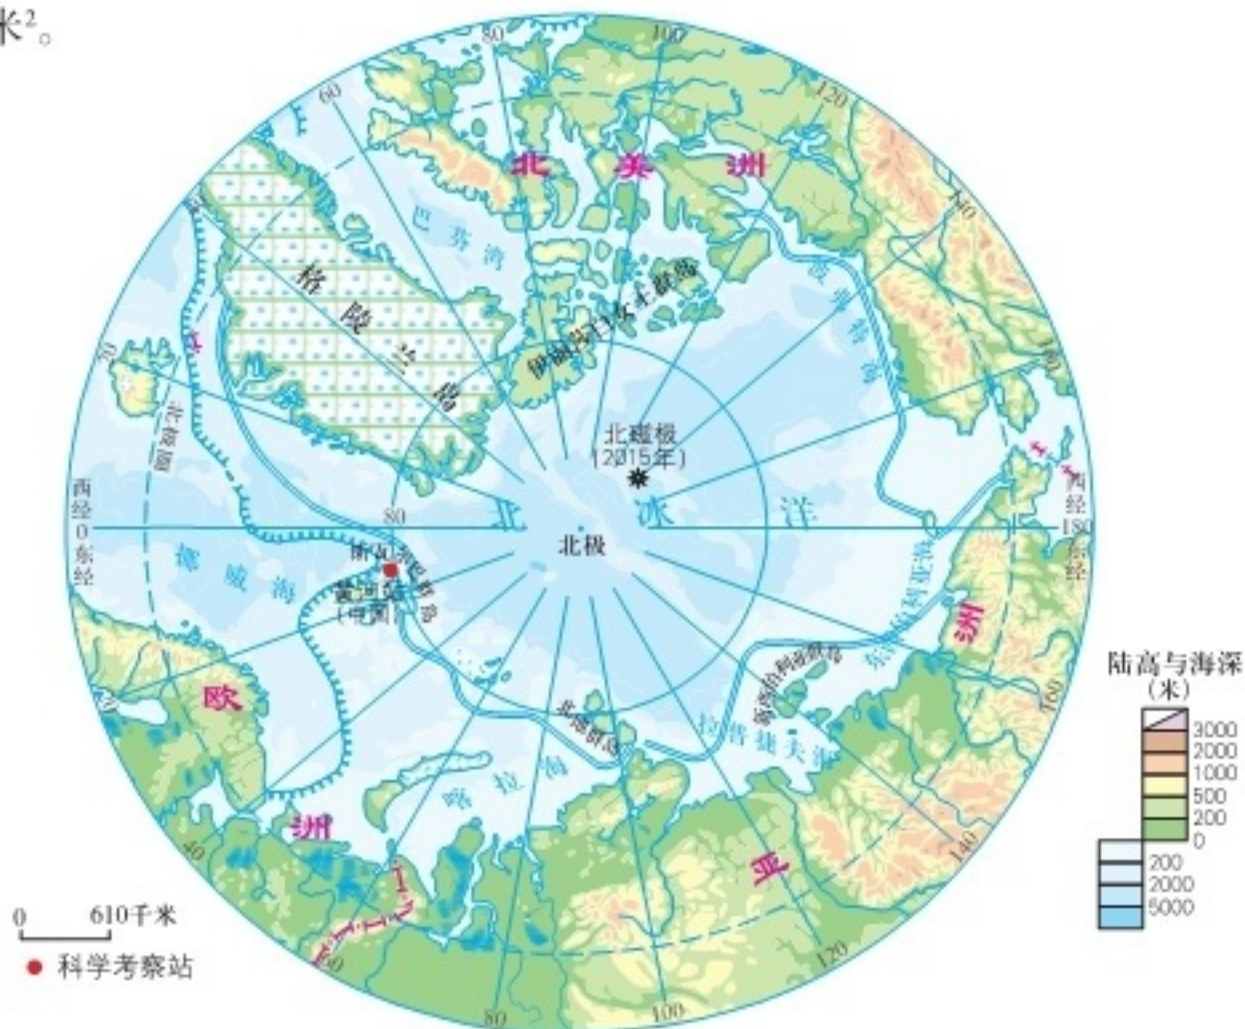 米²。
80
100
60
120
北美洲
140
巴芬湾
格陵兰岛
伊丽莎白女王群岛
波弗特海
20
160
北极圈
北磁极
(2015年)
西经0东经
80
北冰洋
北极
西经180东经
挪威海
斯瓦尔巴群岛
黄河站
(中国)
东西伯利亚海
洲
欧
新西伯利亚群岛
160
20
北地群岛
拉普捷夫海
喀拉海
洲
亚
40
140
60
120
80
100
陆高与海深
(米)
3000
2000
1000
500
200
0
200
2000
5000
0 610千米
科学考察站